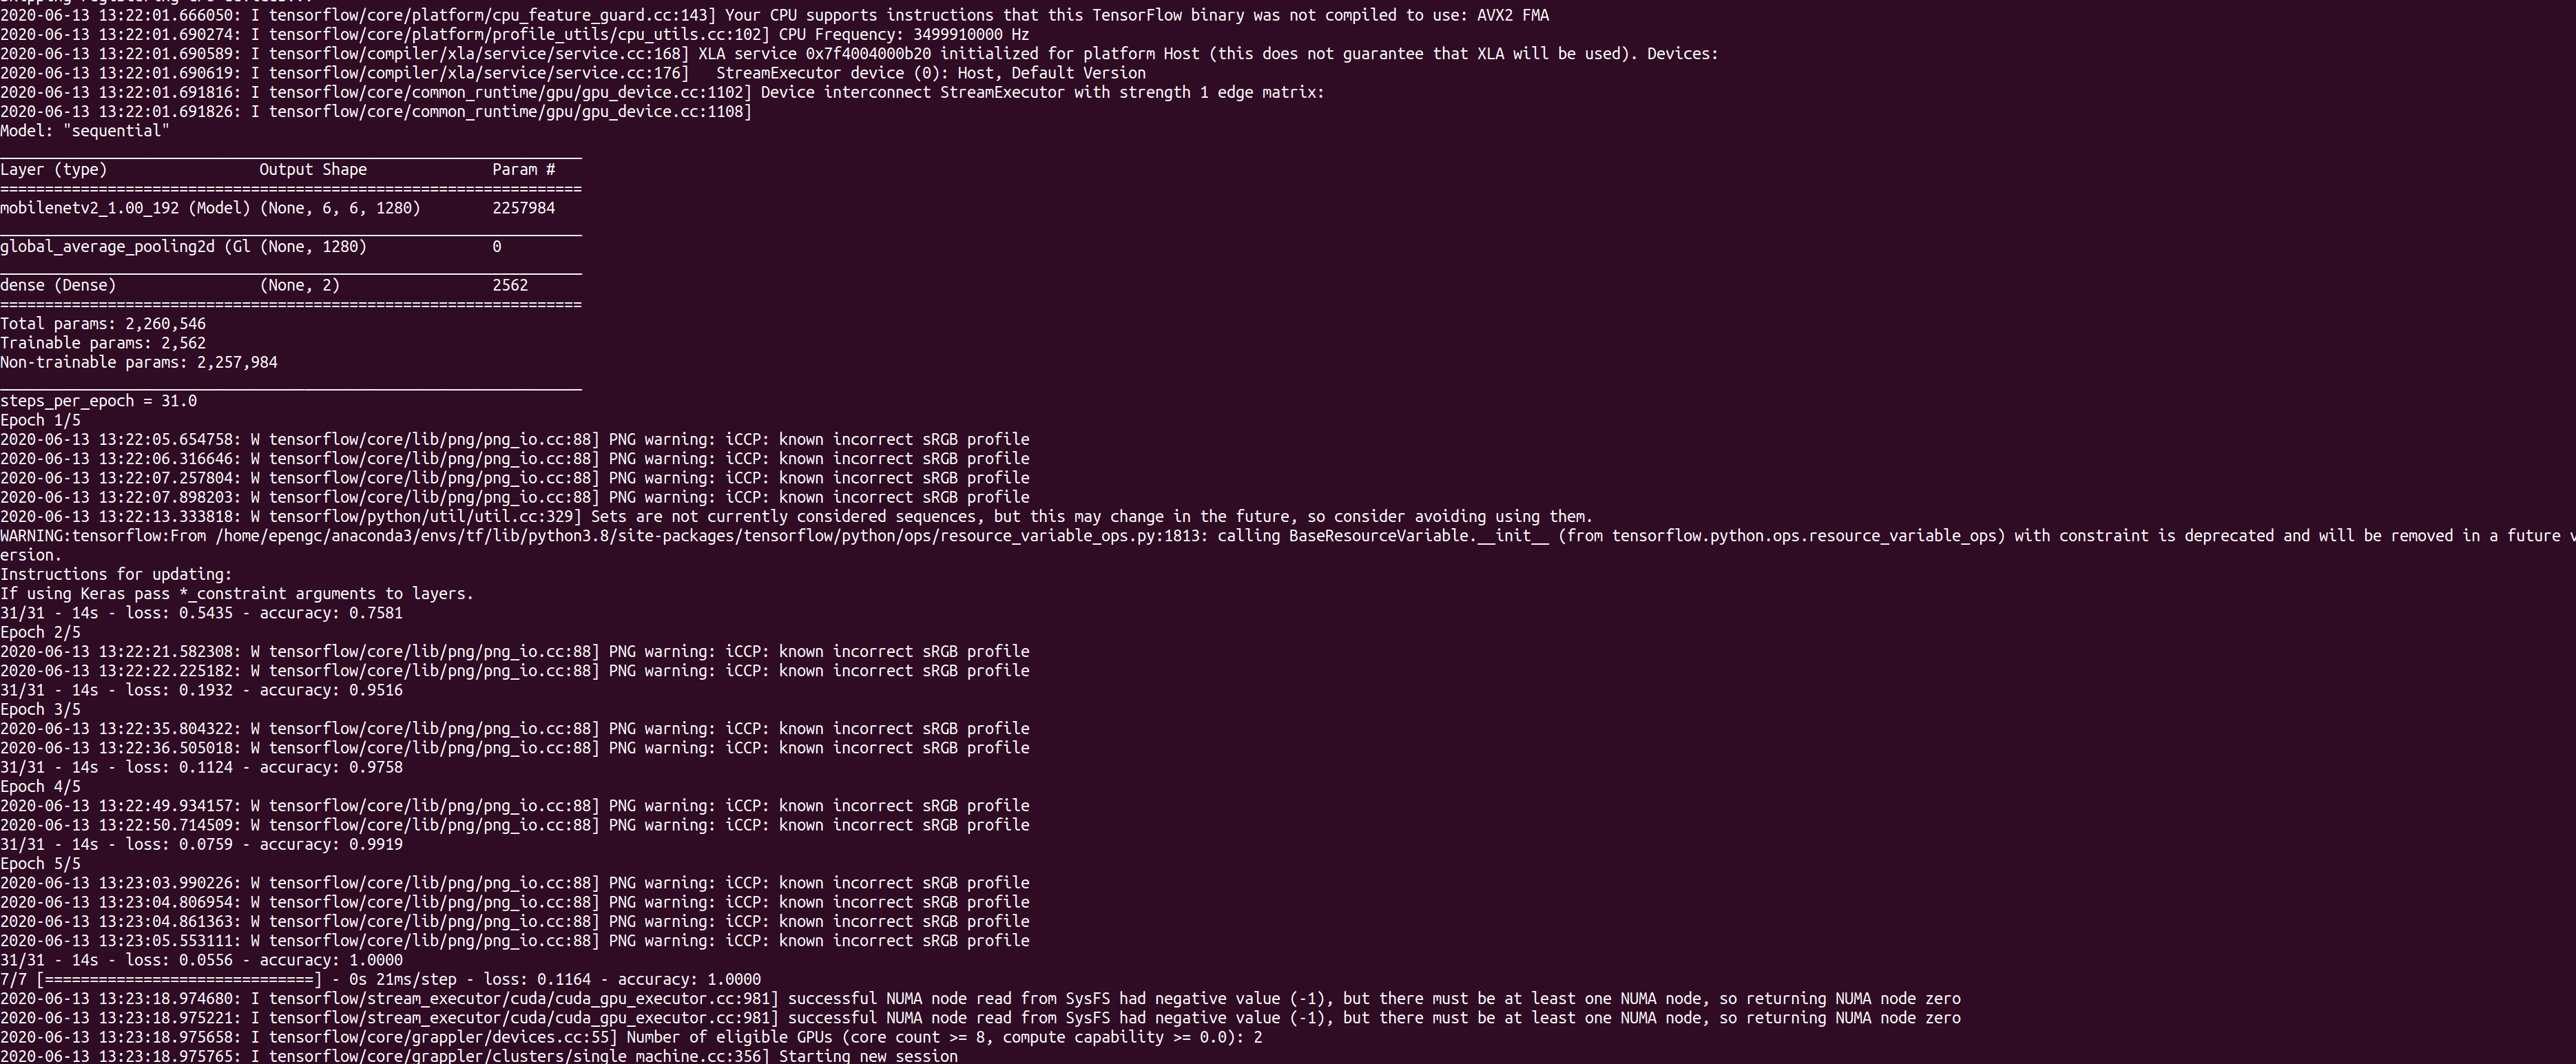 2020-06-13 13:22:01.666050: I tensorflow/core/platform/cpu_feature_guard.cc:143] Your CPU supports instructions that this TensorFlow binary was not compiled to use: AVX2 FMA
2020-06-13 13:22:01.690274: I tensorflow/core/platform/profile_utils/cpu_utils.cc:102] CPU Frequency: 3499910000 Hz
2020-06-13 13:22:01.690589: I tensorflow/compiler/xla/service/service.cc:168] XLA service 0x7f4004000b20 initialized for platform Host (this does not guarantee that XLA will be used). Devices:
2020-06-13 13:22:01.690619: I tensorflow/compiler/xla/service/service.cc:176]   StreamExecutor device (0): Host, Default Version
2020-06-13 13:22:01.691816: I tensorflow/core/common_runtime/gpu/gpu_device.cc:1102] Device interconnect StreamExecutor with strength 1 edge matrix:
2020-06-13 13:22:01.691826: I tensorflow/core/common_runtime/gpu/gpu_device.cc:1108]
Model: "sequential"
_________________________________________________________________
Layer (type)                 Output Shape              Param #
=================================================================
mobilenetv2_1.00_192 (Model) (None, 6, 6, 1280)        2257984
_________________________________________________________________
global_average_pooling2d (Gl (None, 1280)              0
_________________________________________________________________
dense (Dense)                (None, 2)                 2562
=================================================================
Total params: 2,260,546
Trainable params: 2,562
Non-trainable params: 2,257,984
_________________________________________________________________
steps_per_epoch = 31.0
Epoch 1/5
2020-06-13 13:22:05.654758: W tensorflow/core/lib/png/png_io.cc:88] PNG warning: iCCP: known incorrect sRGB profile
2020-06-13 13:22:06.316646: W tensorflow/core/lib/png/png_io.cc:88] PNG warning: iCCP: known incorrect sRGB profile
2020-06-13 13:22:07.257804: W tensorflow/core/lib/png/png_io.cc:88] PNG warning: iCCP: known incorrect sRGB profile
2020-06-13 13:22:07.898203: W tensorflow/core/lib/png/png_io.cc:88] PNG warning: iCCP: known incorrect sRGB profile
2020-06-13 13:22:13.333818: W tensorflow/python/util/util.cc:329] Sets are not currently considered sequences, but this may change in the future, so consider avoiding using them.
WARNING:tensorflow:From /home/epengc/anaconda3/envs/tf/lib/python3.8/site-packages/tensorflow/python/ops/resource_variable_ops.py:1813: calling BaseResourceVariable.__init__ (from tensorflow.python.ops.resource_variable_ops) with constraint is deprecated and will be removed in a future v
ersion.
Instructions for updating:
If using Keras pass *_constraint arguments to layers.
31/31 - 14s - loss: 0.5435 - accuracy: 0.7581
Epoch 2/5
2020-06-13 13:22:21.582308: W tensorflow/core/lib/png/png_io.cc:88] PNG warning: iCCP: known incorrect sRGB profile
2020-06-13 13:22:22.225182: W tensorflow/core/lib/png/png_io.cc:88] PNG warning: iCCP: known incorrect sRGB profile
31/31 - 14s - loss: 0.1932 - accuracy: 0.9516
Epoch 3/5
2020-06-13 13:22:35.804322: W tensorflow/core/lib/png/png_io.cc:88] PNG warning: iCCP: known incorrect sRGB profile
2020-06-13 13:22:36.505018: W tensorflow/core/lib/png/png_io.cc:88] PNG warning: iCCP: known incorrect sRGB profile
31/31 - 14s - loss: 0.1124 - accuracy: 0.9758
Epoch 4/5
2020-06-13 13:22:49.934157: W tensorflow/core/lib/png/png_io.cc:88] PNG warning: iCCP: known incorrect sRGB profile
2020-06-13 13:22:50.714509: W tensorflow/core/lib/png/png_io.cc:88] PNG warning: iCCP: known incorrect sRGB profile
31/31 - 14s - loss: 0.0759 - accuracy: 0.9919
Epoch 5/5
2020-06-13 13:23:03.990226: W tensorflow/core/lib/png/png_io.cc:88] PNG warning: iCCP: known incorrect sRGB profile
2020-06-13 13:23:04.806954: W tensorflow/core/lib/png/png_io.cc:88] PNG warning: iCCP: known incorrect sRGB profile
2020-06-13 13:23:04.861363: W tensorflow/core/lib/png/png_io.cc:88] PNG warning: iCCP: known incorrect sRGB profile
2020-06-13 13:23:05.553111: W tensorflow/core/lib/png/png_io.cc:88] PNG warning: iCCP: known incorrect sRGB profile
31/31 - 14s - loss: 0.0556 - accuracy: 1.0000
7/7 [==============================] - 0s 21ms/step - loss: 0.1164 - accuracy: 1.0000
2020-06-13 13:23:18.974680: I tensorflow/stream_executor/cuda/cuda_gpu_executor.cc:981] successful NUMA node read from SysFS had negative value (-1), but there must be at least one NUMA node, so returning NUMA node zero
2020-06-13 13:23:18.975221: I tensorflow/stream_executor/cuda/cuda_gpu_executor.cc:981] successful NUMA node read from SysFS had negative value (-1), but there must be at least one NUMA node, so returning NUMA node zero
2020-06-13 13:23:18.975658: I tensorflow/core/grappler/devices.cc:55] Number of eligible GPUs (core count >= 8, compute capability >= 0.0): 2
2020-06-13 13:23:18.975765: I tensorflow/core/grappler/clusters/single_machine.cc:356] Starting new session